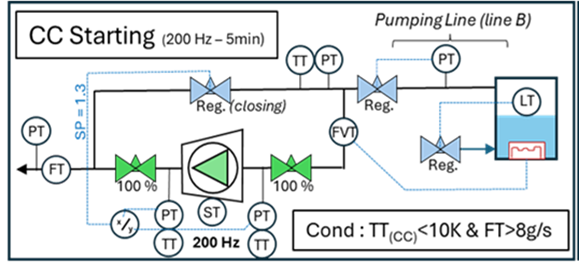 CC Starting (200 Hz – 5min)
Pumping Line (line B)
TT PT
PT
LT
SP = 1.3
Reg. (closing)
Reg.
PT
FVT
Reg.
FT
100 %
100 %
PT
ST
PT
x/y
TT
200 Hz
TT
Cond : TT(CC)<10K & FT>8g/s